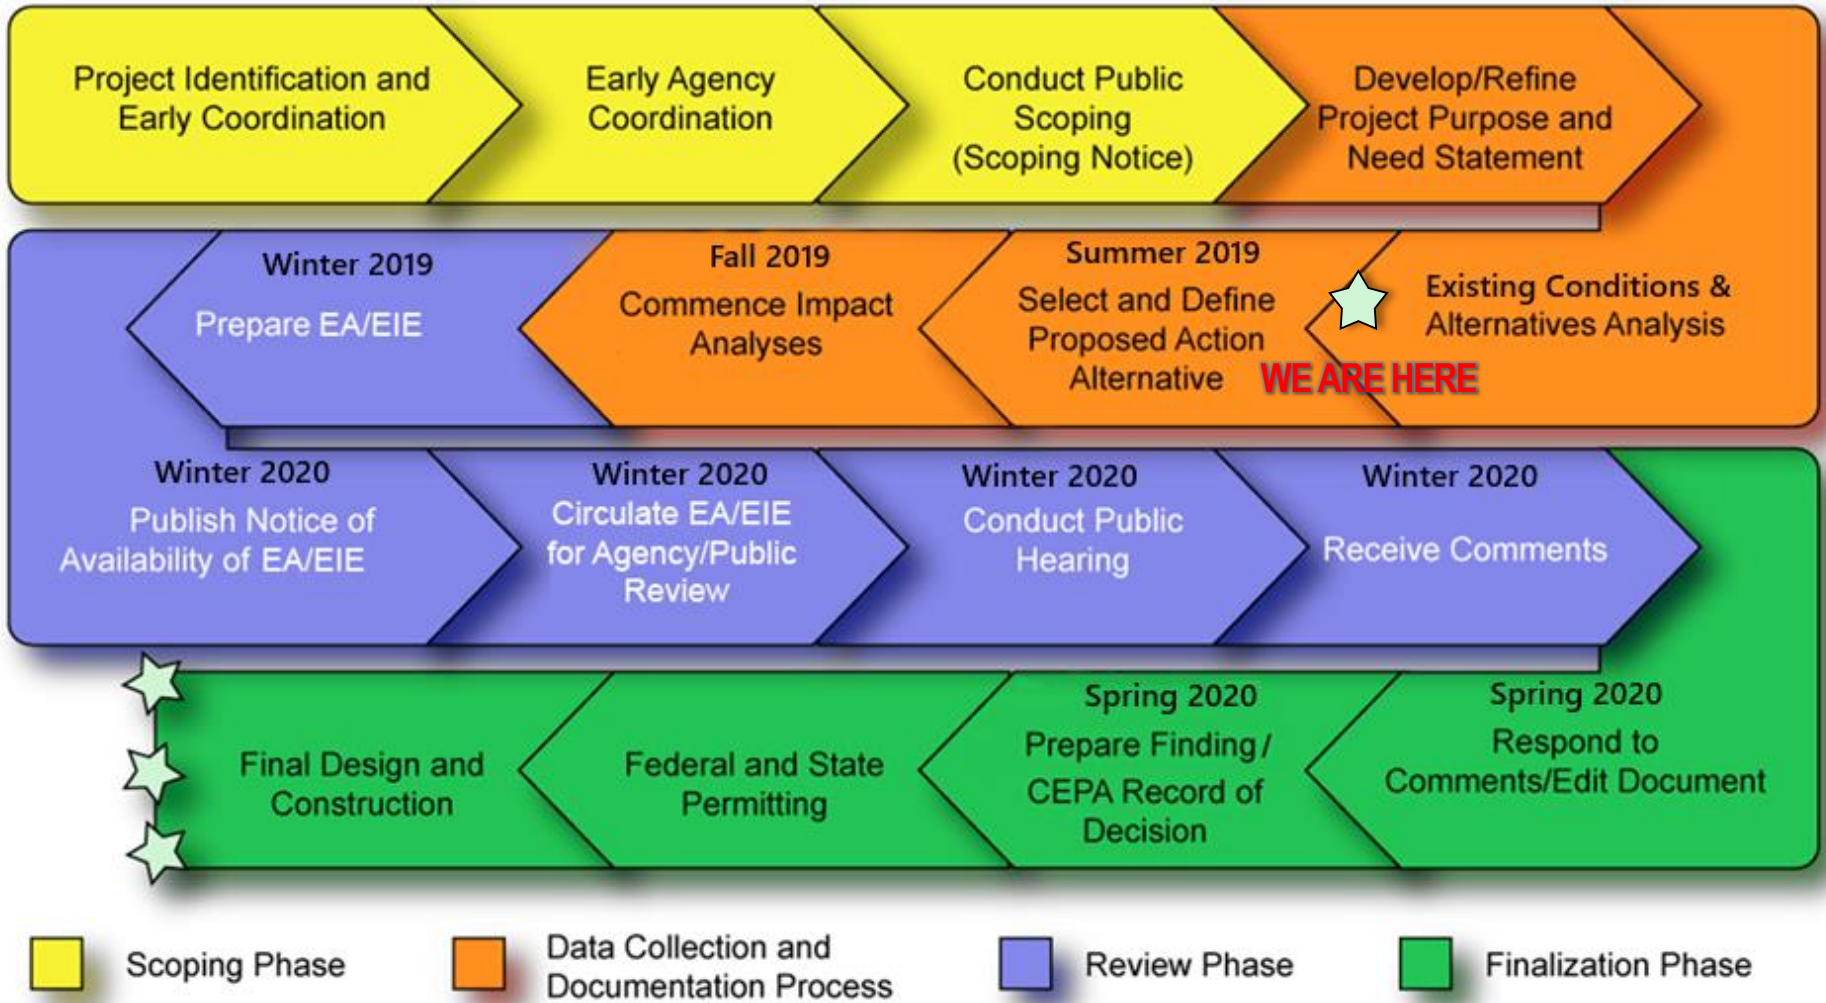 Project Identification and
Early Coordination
Early Agency
Coordination
Conduct Public
Scoping
(Scoping Notice)
Develop/Refine
Project Purpose and
Need Statement
Existing Conditions &
Alternatives Analysis
WE ARE HERE
Summer 2019
Select and Define
Proposed Action
Alternative
Fall 2019
Commence Impact
Analyses
Winter 2019
Prepare EA/EIE
Winter 2020
Publish Notice of
Availability of EA/EIE
Winter 2020
Circulate EA/EIE
for Agency/Public
Review
Winter 2020
Conduct Public
Hearing
Winter 2020
Receive Comments
Spring 2020
Respond to
Comments/Edit Document
Spring 2020
Prepare Finding/
CEPA Record of
Decision
Federal and State
Permitting
Final Design and
Construction
Scoping Phase
Data Collection and
Documentation Process
Review Phase
Finalization Phase